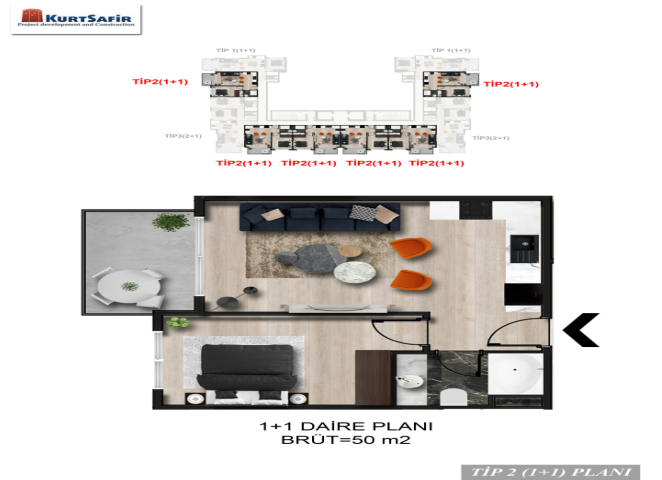 KURTSAFİR
Project development and Construction
TİP 1(1+1)
TİP 1(1+1)
TİP2(1+1)
TİP2(1+1)
TİP3(2+1)
TİP3(2+1)
TİP2(1+1) TİP2(1+1) TİP2(1+1) TİP2(1+1)
1+1 DAİRE PLANI
BRÜT=50 m2
TİP 2 (1+1) PLANI